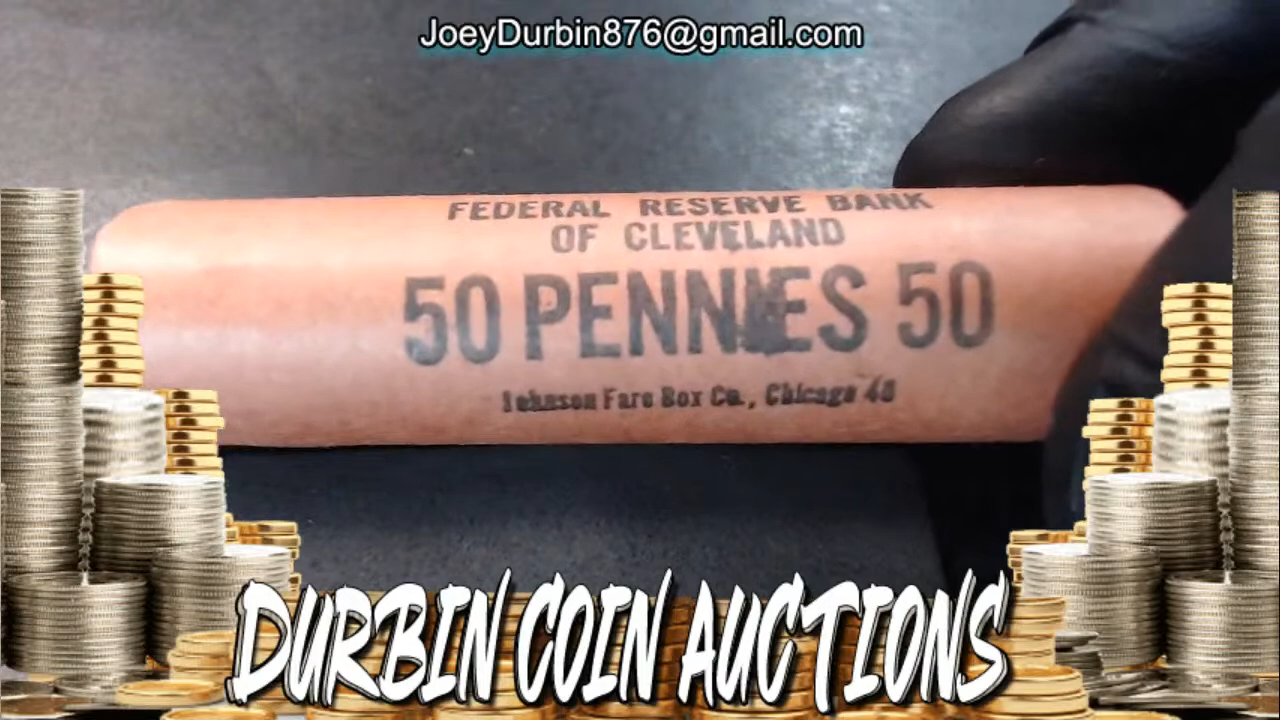 JoeyDurbin876@gmail.com
FEDERAL RESERVE BANK
OF CLEVELAND
50 PENNIES 50
Johnson Fare Box Co., Chicago
DURBIN COIN AUCTIONS